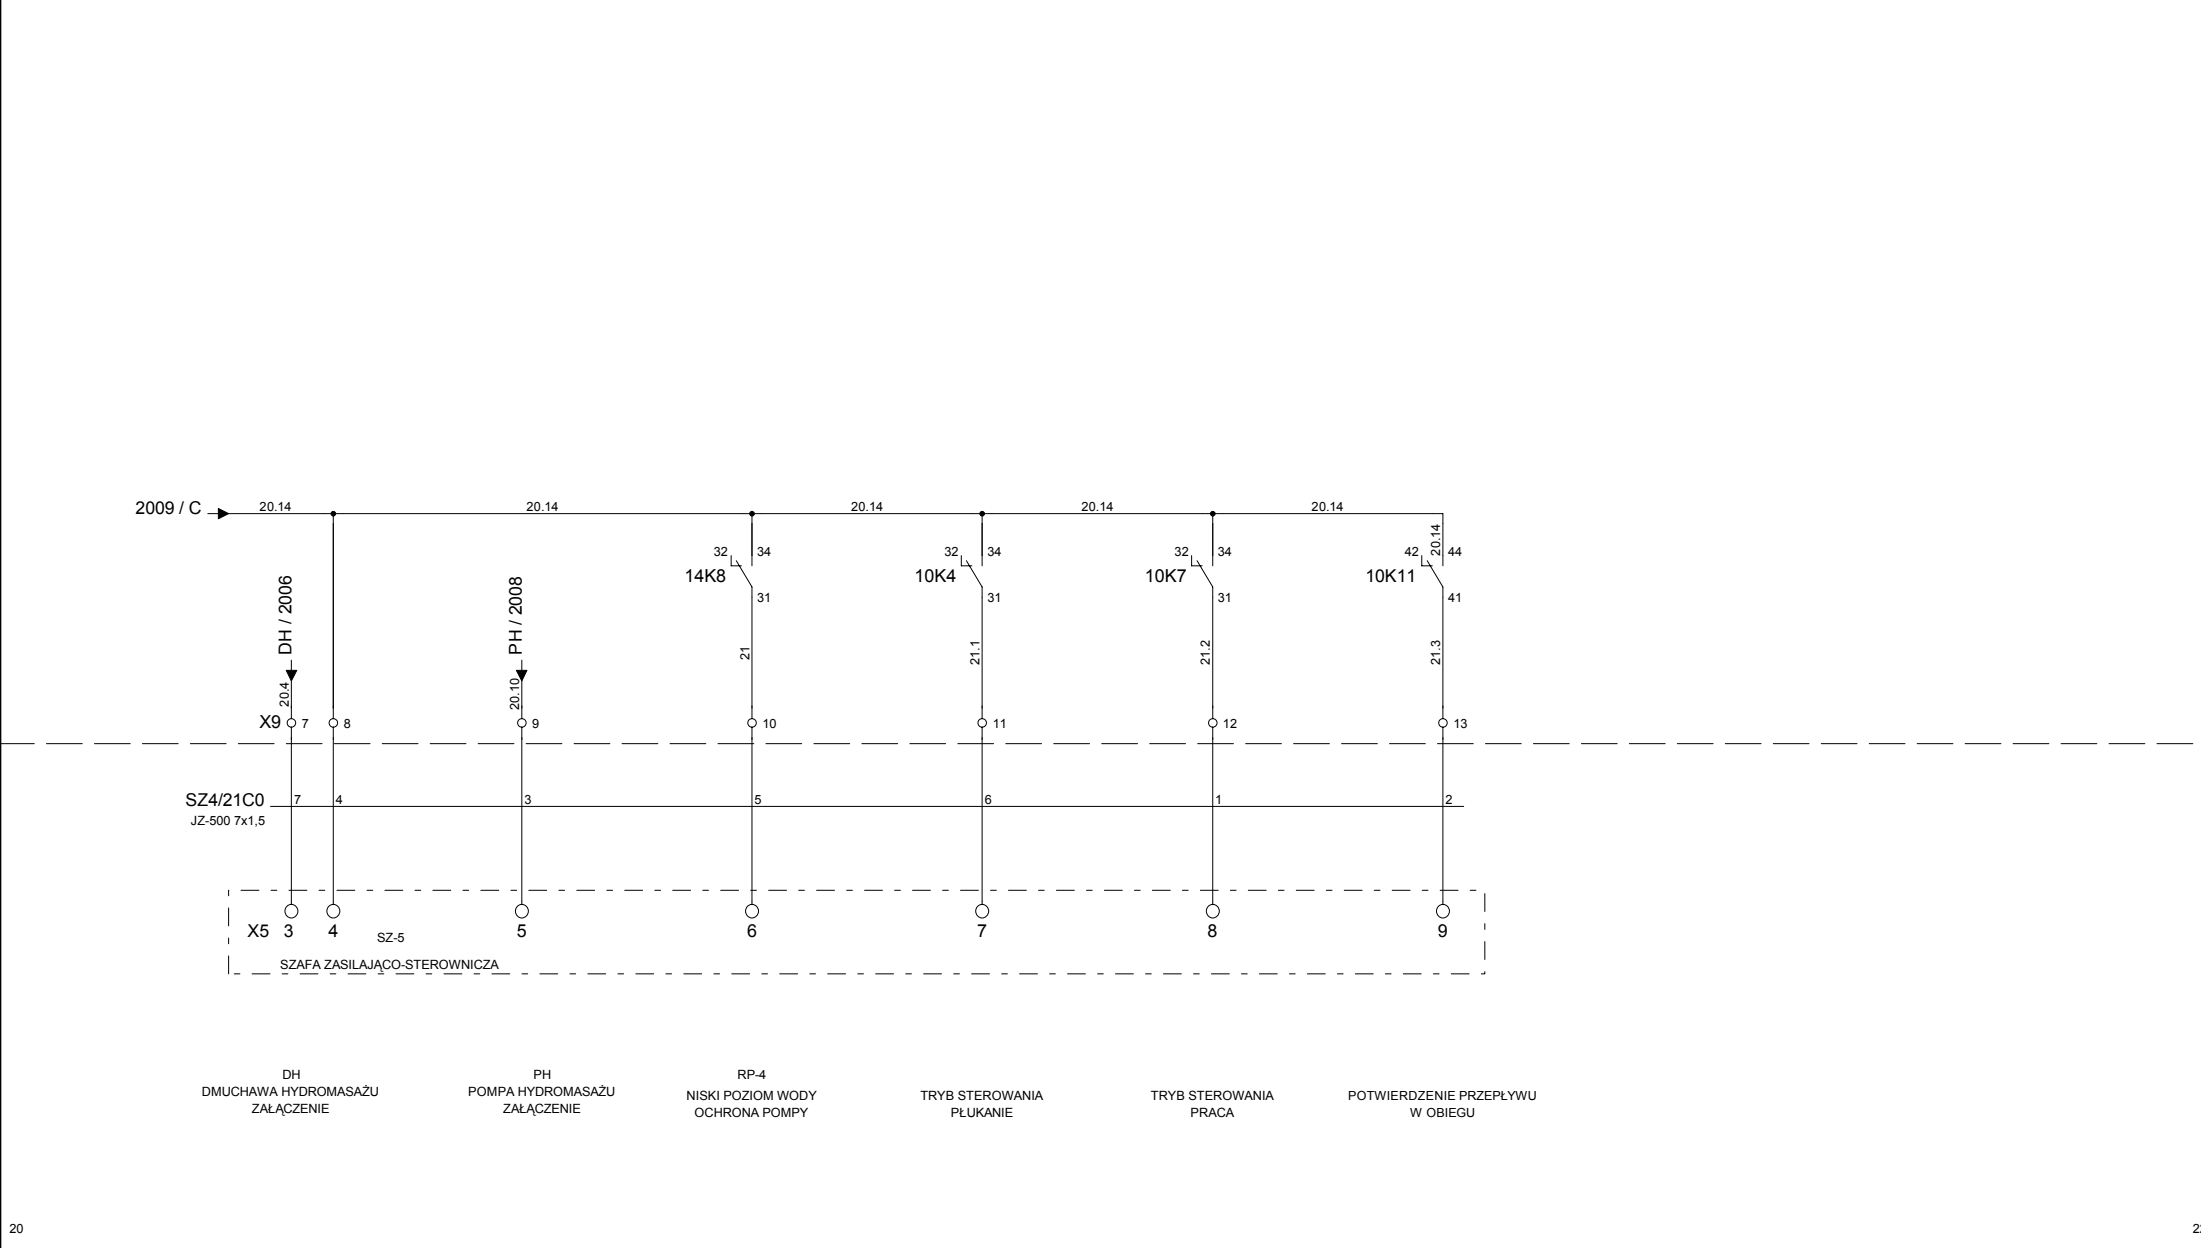 2009 / C 20.14 20.14 20.14 20.14 20.14
20.14
32 34 32 34 32 34 42 44
14K8 10K4 10K7 10K11
31 31 31 41
DH / 2006 PH / 2008
21 21.1 21.2 21.3
20.4 20.10
X9 7 8 9 10 11 12 13
SZ4/21C0 7 4 3 5 6 1 2
JZ-500 7x1,5
X5 3 4 5 6 7 8 9
SZ-5
SZAFA ZASILAJĄCO-STEROWNICZA
DH
DMUCHAWA HYDROMASAŻU
ZAŁĄCZENIE
PH
POMPA HYDROMASAŻU
ZAŁĄCZENIE
RP-4
NISKI POZIOM WODY
OCHRONA POMPY
TRYB STEROWANIA
PŁUKANIE
TRYB STEROWANIA
PRACA
POTWIERDZENIE PRZEPŁYWU
W OBIEGU
20